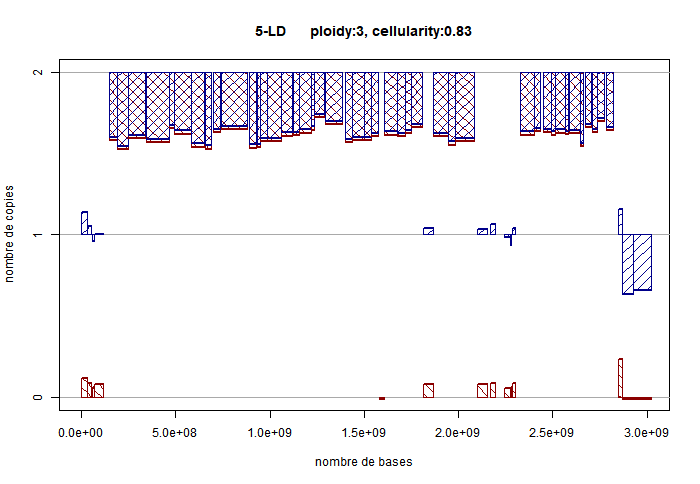 5-LD ploidy:3, cellularity:0.83
nombre de copies
2
1
0
0.0e+00 5.0e+08 1.0e+09 1.5e+09 2.0e+09 2.5e+09 3.0e+09
nombre de bases